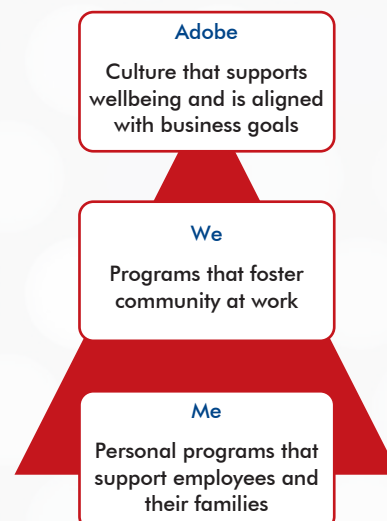 Adobe
Culture that supports
wellbeing and is aligned
with business goals
We
Programs that foster
community at work
Me
Personal programs that
support employees and
their families